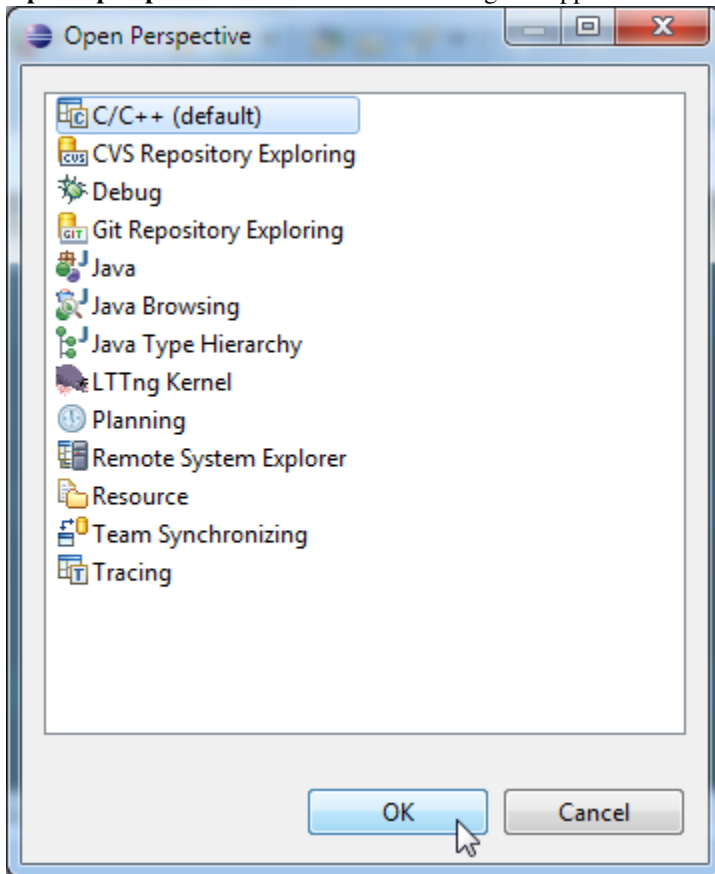 Open Perspective
C/C++ (default)
CVS Repository Exploring
Debug
Git Repository Exploring
Java
Java Browsing
Java Type Hierarchy
LTTng Kernel
Planning
Remote System Explorer
Resource
Team Synchronizing
Tracing
OK
Cancel